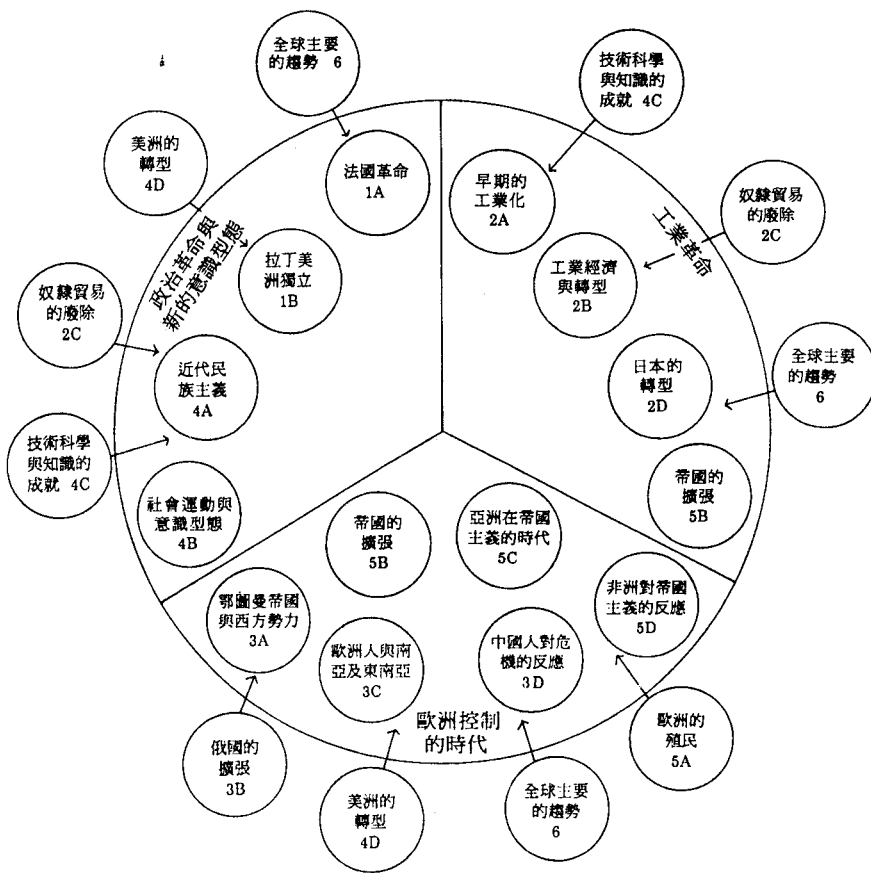 全球主要
的趨勢 6
美洲的
轉型
4D
法國革命
1A
政治革命與
新的意識型態
拉丁美
洲獨立
1B
奴隸貿易
的廢除
2C
近代民
族主義
4A
技術科學
與知識的
成就 4C
社會運動與
意識型態
4B
技術科學
與知識的
成就 4C
早期的
工業化
2A
工業革命
奴隸貿易
的廢除
2C
工業經濟
與轉型
2B
日本的
轉型
2D
全球主要
的趨勢
6
帝國的
擴張
5B
帝國的
擴張
5B
亞洲在帝國
主義的時代
5C
鄂圖曼帝國
與西方勢力
3A
歐洲人與南
亞及東南亞
3C
中國人對危
機的反應
3D
非洲對帝國
主義的反應
5D
歐洲控制
的時代
俄國的
擴張
3B
美洲的
轉型
4D
全球主要
的趨勢
6
歐洲的
殖民
5A